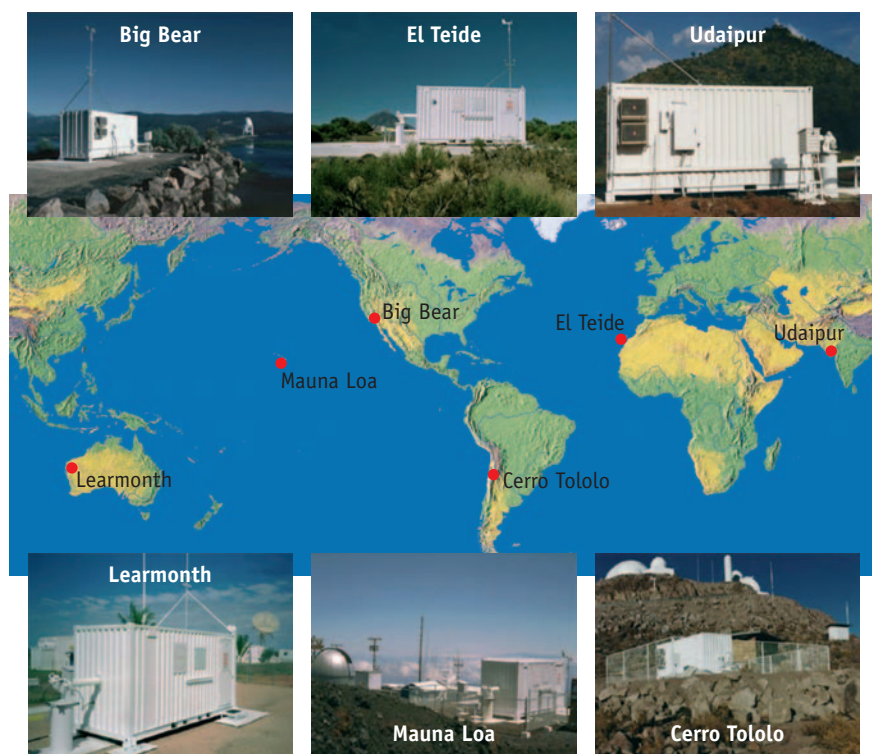 Big Bear
El Teide
Udaipur
Big Bear
El Teide
Udaipur
Mauna Loa
Learmonth
Cerro Tololo
Learmonth
Mauna Loa
Cerro Tololo